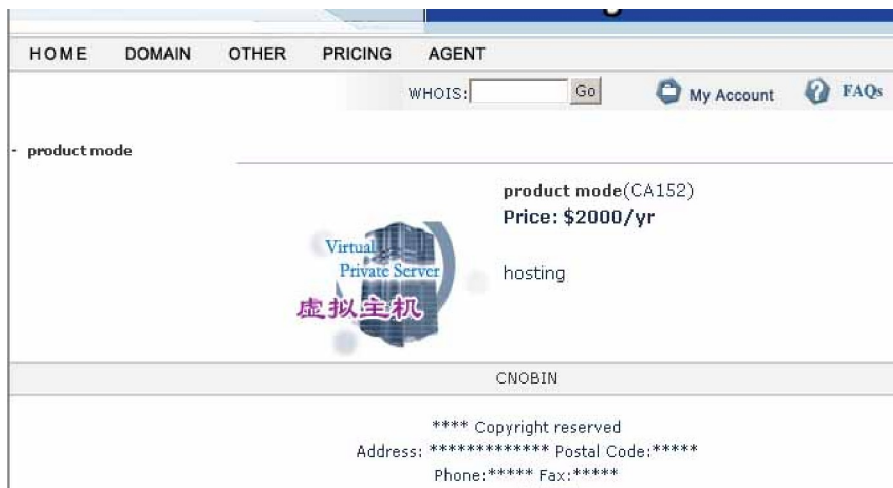 HOME DOMAIN OTHER PRICING AGENT
WHOIS: Go My Account FAQs
- product mode
product mode(CA152)
Price: $2000/yr
Virtual
Private Server
虚拟主机
hosting
CNOBIN
**** Copyright reserved
Address: ************* Postal Code:*****
Phone:***** Fax:*****